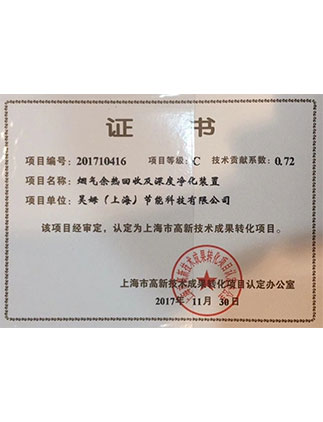 证 书
项目编号: 201710416 项目等级: C 技术贡献系数: 0.72
项目名称: 烟气余热回收及深度净化装置
项目单位: 昊姆(上海)节能科技有限公司
该项目经审定,认定为上海市高新技术成果转化项目。
上海市高新技术成果转化项目认定办公室
2017年 11月 30日